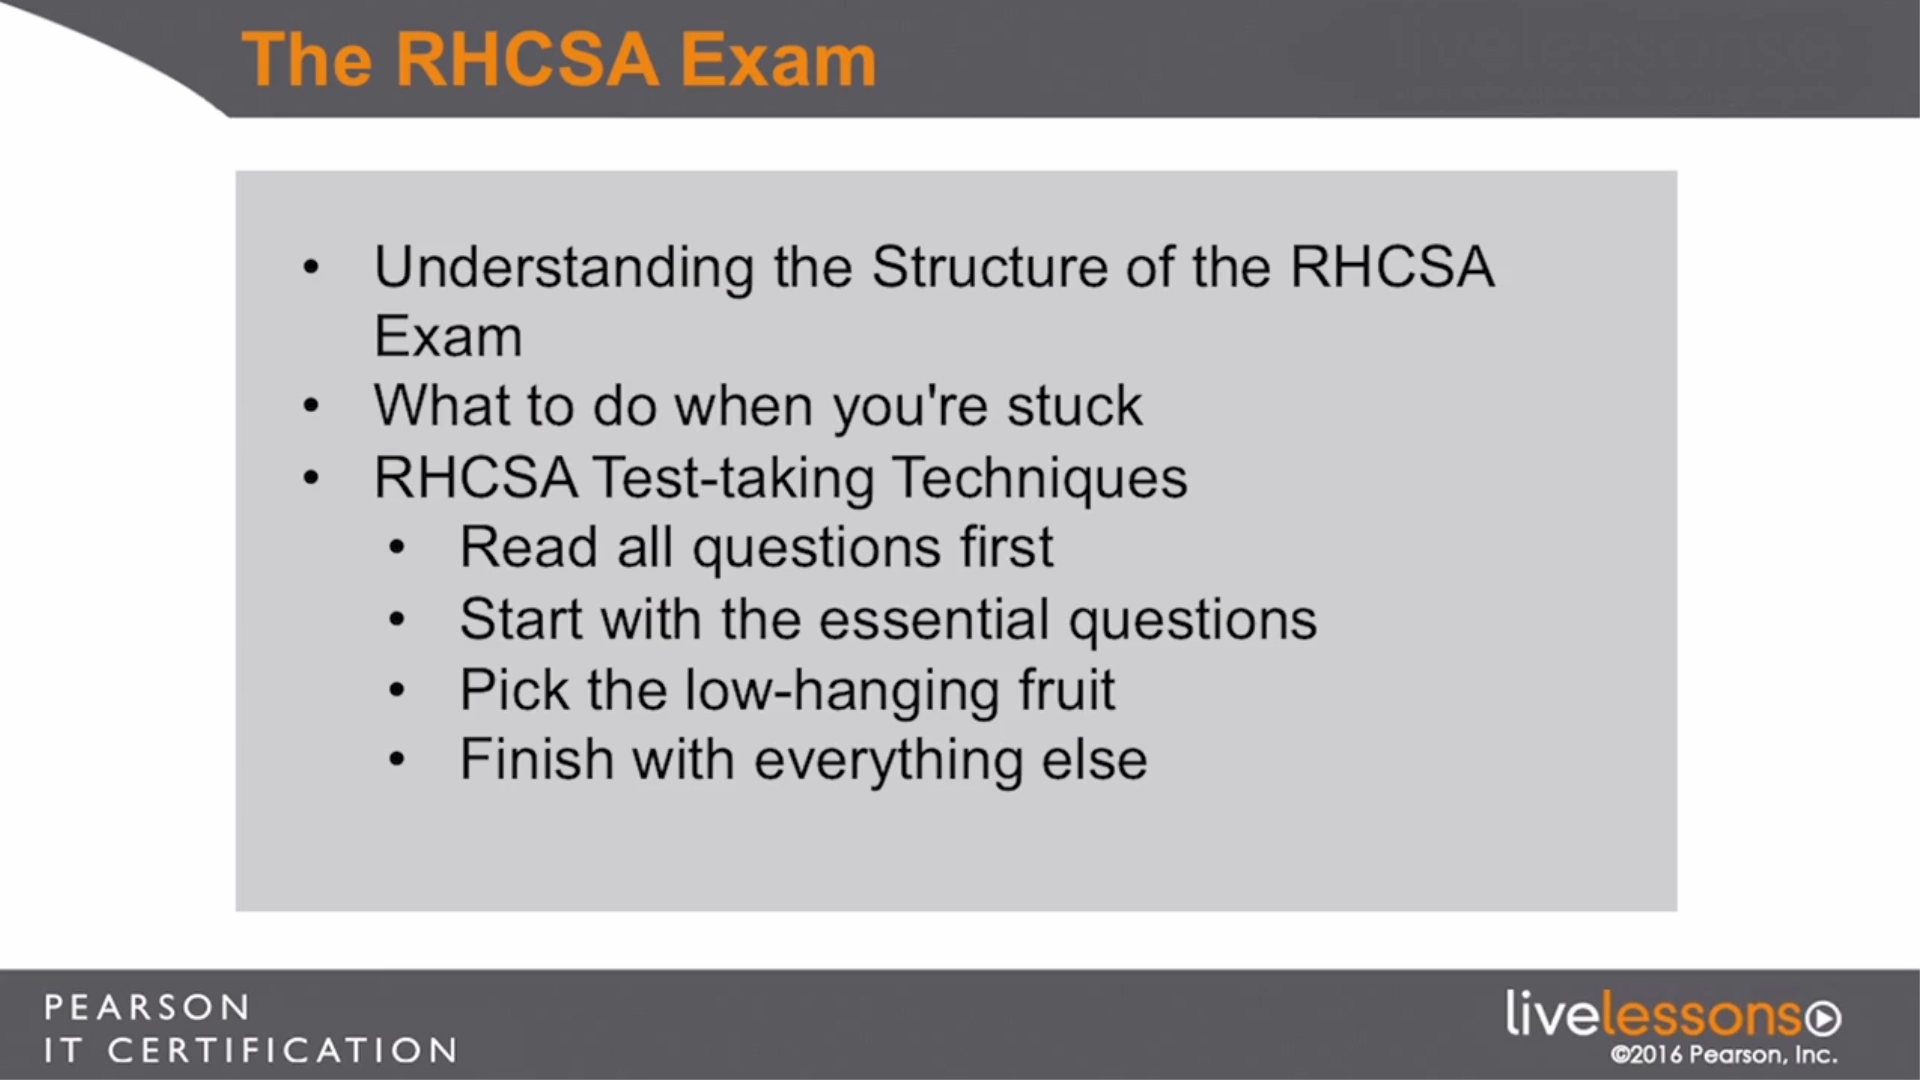 The RHCSA Exam
• Understanding the Structure of the RHCSA
Exam
• What to do when you're stuck
• RHCSA Test-taking Techniques
• Read all questions first
• Start with the essential questions
• Pick the low-hanging fruit
• Finish with everything else
PEARSON
IT CERTIFICATION
livelessons
©2016 Pearson, Inc.